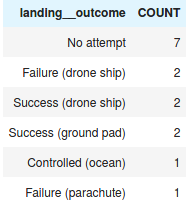 landing__outcome COUNT
No attempt 7
Failure (drone ship) 2
Success (drone ship) 2
Success (ground pad) 2
Controlled (ocean) 1
Failure (parachute) 1